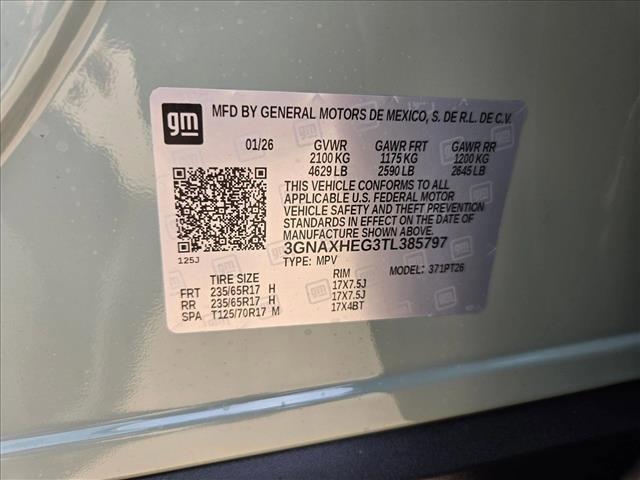 gm MFD BY GENERAL MOTORS DE MEXICO, S. DE R.L. DE C.V.
01/26 GVWR GAWR FRT GAWR RR
2100 KG 1175 KG 1200 KG
4629 LB 2590 LB 2645 LB
THIS VEHICLE CONFORMS TO ALL
APPLICABLE U.S. FEDERAL MOTOR
VEHICLE SAFETY AND THEFT PREVENTION
STANDARDS IN EFFECT ON THE DATE OF
MANUFACTURE SHOWN ABOVE.
3GNAXHEG3TL385797
125J TYPE: MPV MODEL: 371PT26
TIRE SIZE RIM
FRT 235/65R17 H 17X7.5J
RR 235/65R17 H 17X7.5J
SPA T125/70R17 M 17X4BT